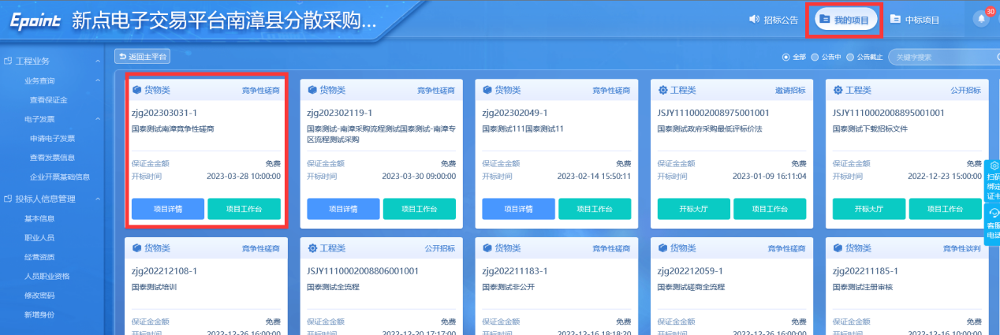 Epoint 新点电子交易平台南漳县分散采购...
招标公告
我的项目
中标项目
30
返回主平台
全部
公告中
公告截止
关键字搜索
工程业务
业务查询
查看保证金
电子发票
申请电子发票
查看发票信息
企业开票基础信息
投标人信息管理
基本信息
职业人员
经营资质
人员职业资格
修改密码
新增身份
货物类 竞争性磋商
zjg202303031-1
国泰测试南漳竞争性磋商
保证金金额 免费
开标时间 2023-03-28 10:00:00
项目详情 项目工作台
货物类 竞争性磋商
zjg202302119-1
国泰测试-南漳采购流程测试国泰测试-南漳专
区流程测试采购
保证金金额 免费
开标时间 2023-03-30 09:00:00
项目详情 项目工作台
货物类 竞争性磋商
zjg202302049-1
国泰测试111国泰测试11
保证金金额 免费
开标时间 2023-02-14 15:50:11
项目详情 项目工作台
工程类 邀请招标
JSJY1110002008975001001
国泰测试政府采购最低评标价法
保证金金额 免费
开标时间 2023-01-09 16:11:04
开标大厅 项目工作台
工程类 公开招标
JSJY1110002008895001001
国泰测试下载招标文件
保证金金额 免费
开标时间 2022-12-23 15:00:00
开标大厅 项目工作台
货物类 竞争性磋商
zjg202212108-1
国泰测试培训
保证金金额 免费
开标时间 2022-12-26 16:00:00
工程类 公开招标
JSJY1110002008806001001
国泰测试全流程
保证金金额 免费
开标时间 2022-12-20 17:17:00
货物类 竞争性磋商
zjg202211183-1
国泰测试非公开
保证金金额 免费
开标时间 2022-12-16 18:18:20
货物类 竞争性磋商
zjg202212059-1
国泰测试磋商全流程
保证金金额 免费
开标时间 2022-12-26 16:00:00
货物类 竞争性谈判
zjg202211185-1
国泰测试注册审核
保证金金额 免费
开标时间 2022-12-16 10:00:00
扫码
绑定
证书
客服
电话